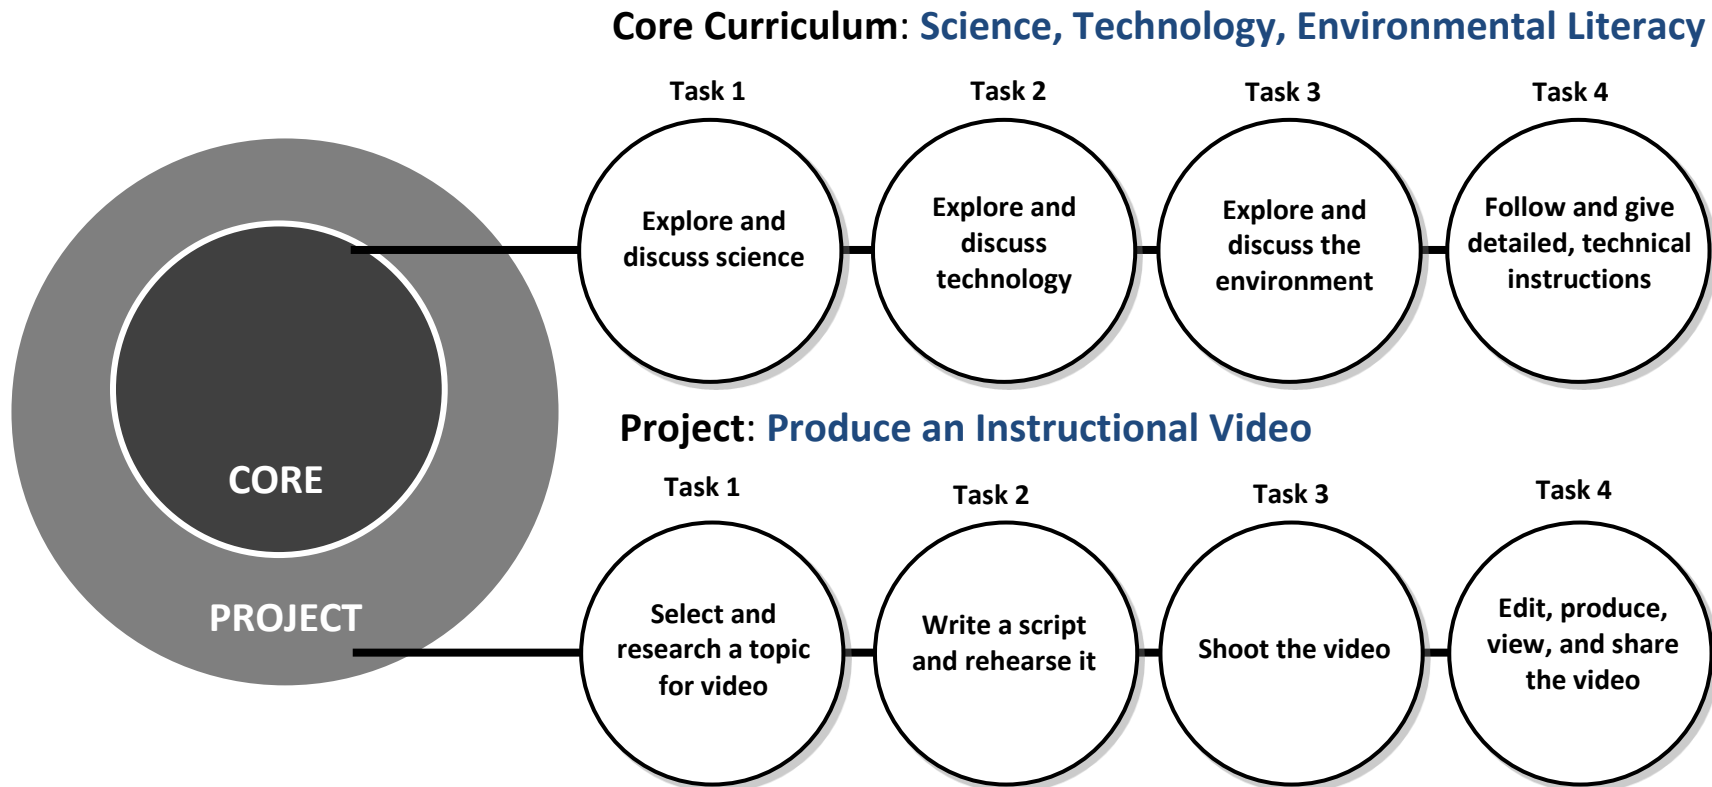 Core Curriculum: Science, Technology, Environmental Literacy
Task 1
Task 2
Task 3
Task 4
Explore and
discuss science
Explore and
discuss
technology
Explore and
discuss the
environment
Follow and give
detailed, technical
instructions
CORE
PROJECT
Project: Produce an Instructional Video
Task 1
Task 2
Task 3
Task 4
Select and
research a topic
for video
Write a script
and rehearse it
Shoot the video
Edit, produce,
view, and share
the video